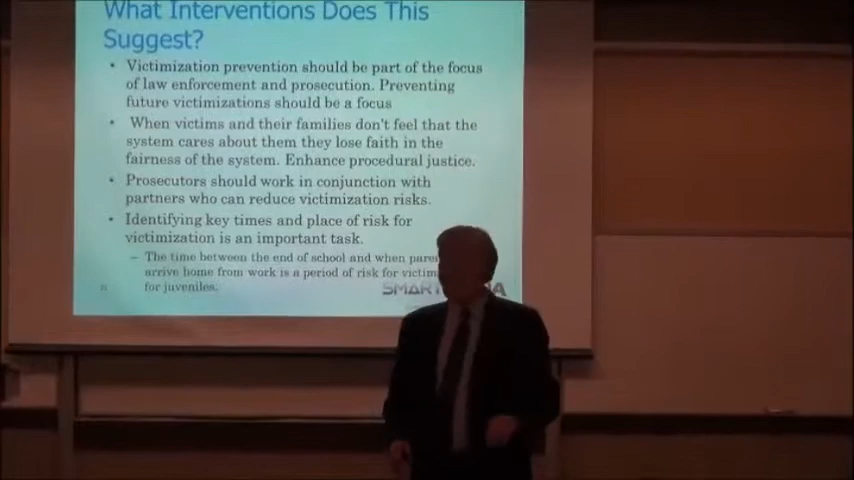 What Interventions Does This
Suggest?
• Victimization prevention should be part of the focus
of law enforcement and prosecution. Preventing
future victimizations should be a focus
• When victims and their families don't feel that the
system cares about them they lose faith in the
fairness of the system. Enhance procedural justice.
• Prosecutors should work in conjunction with
partners who can reduce victimization risks.
• Identifying key times and place of risk for
victimization is an important task.
– The time between the end of school and when
arrive home from work is a period of risk for
for juveniles.